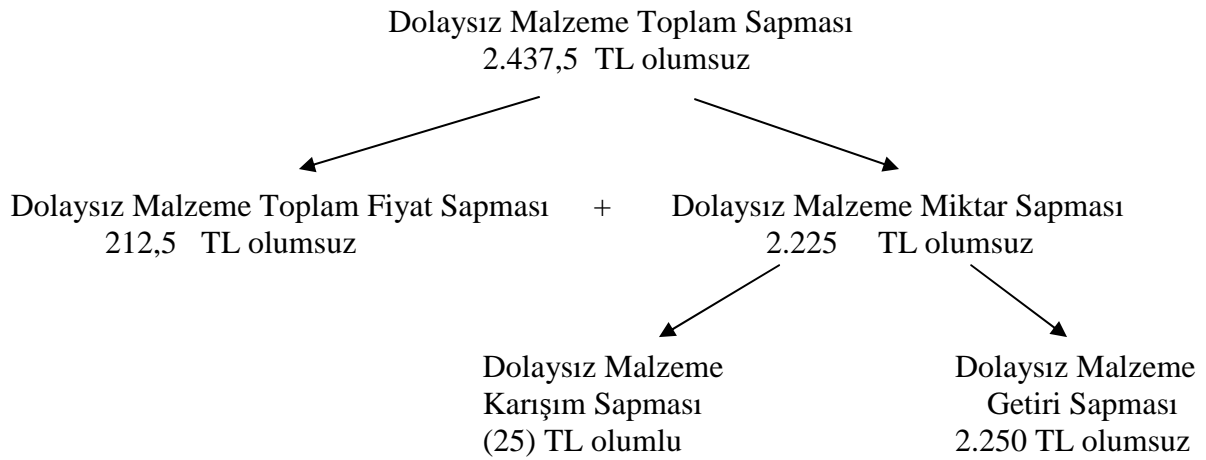 Dolaysız Malzeme Toplam Sapması
2.437,5 TL olumsuz
Dolaysız Malzeme Toplam Fiyat Sapması + Dolaysız Malzeme Miktar Sapması
212,5 TL olumsuz 2.225 TL olumsuz
Dolaysız Malzeme Dolaysız Malzeme
Karışım Sapması Getiri Sapması
(25) TL olumlu 2.250 TL olumsuz